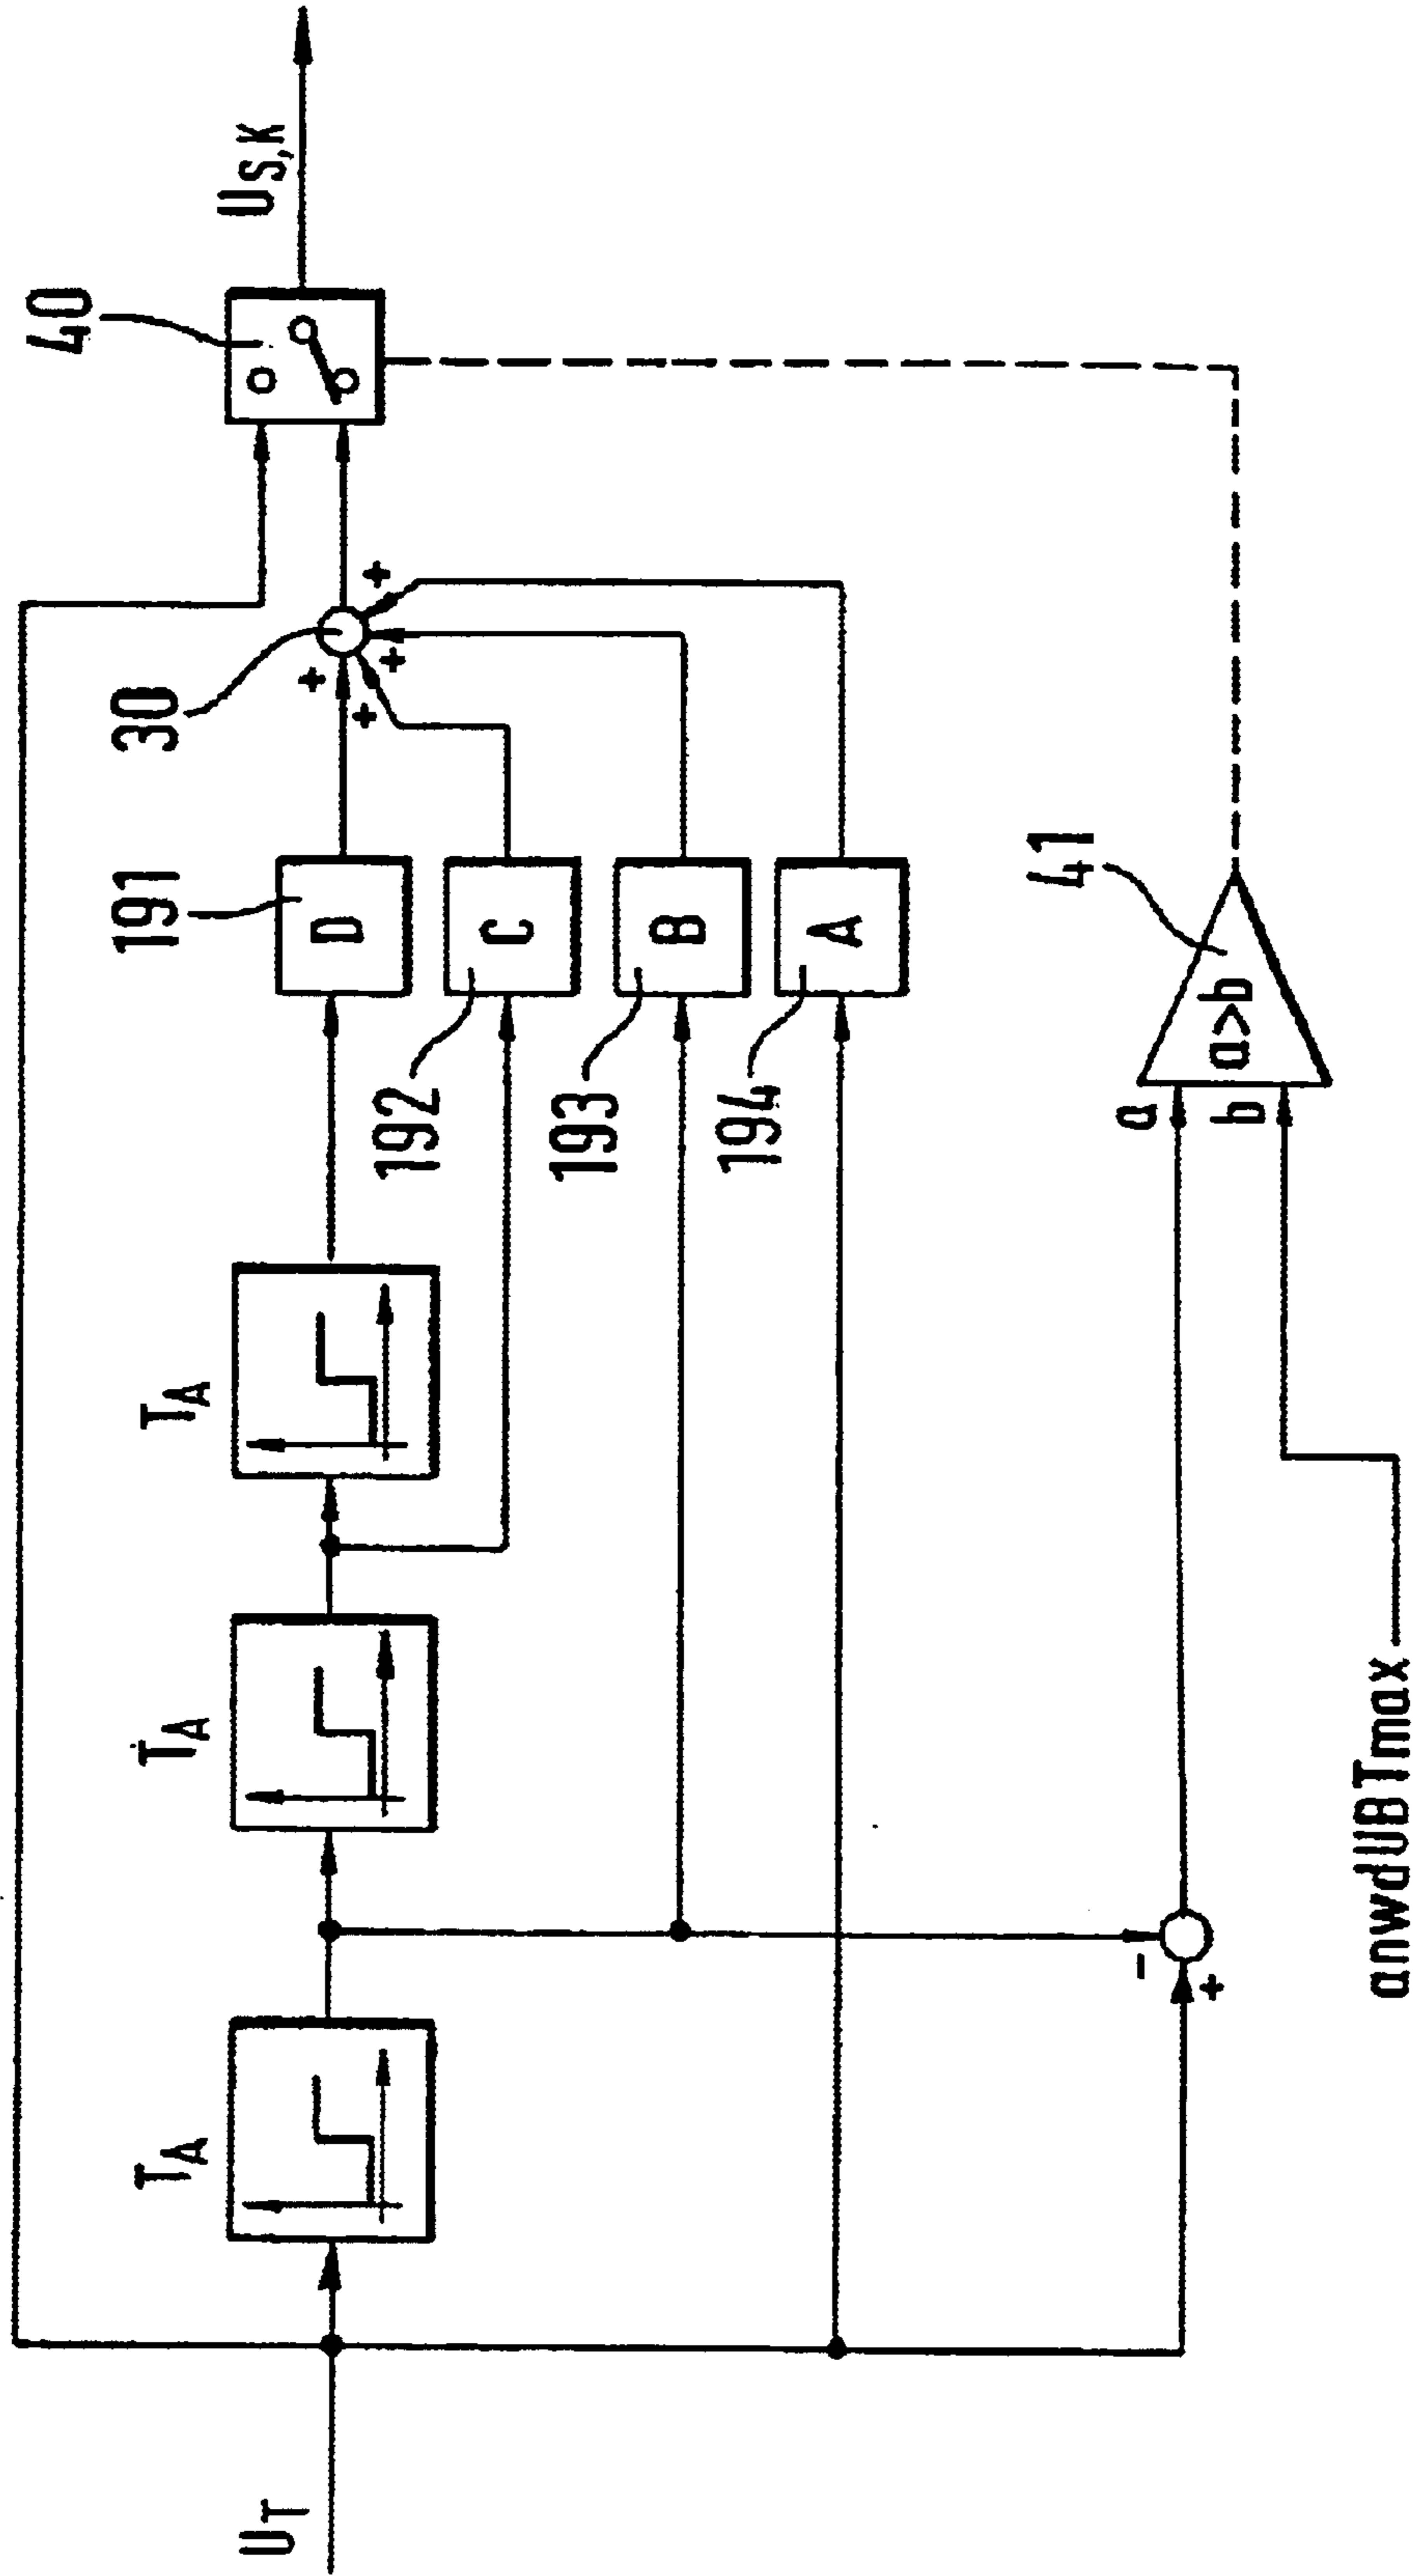 40
U_S,K
30
191
D
192
C
193
B
194
A
T_A
T_A
T_A
U_T
+
+
+
+
41
a>b
a
b
-
+
anwdUBTmax